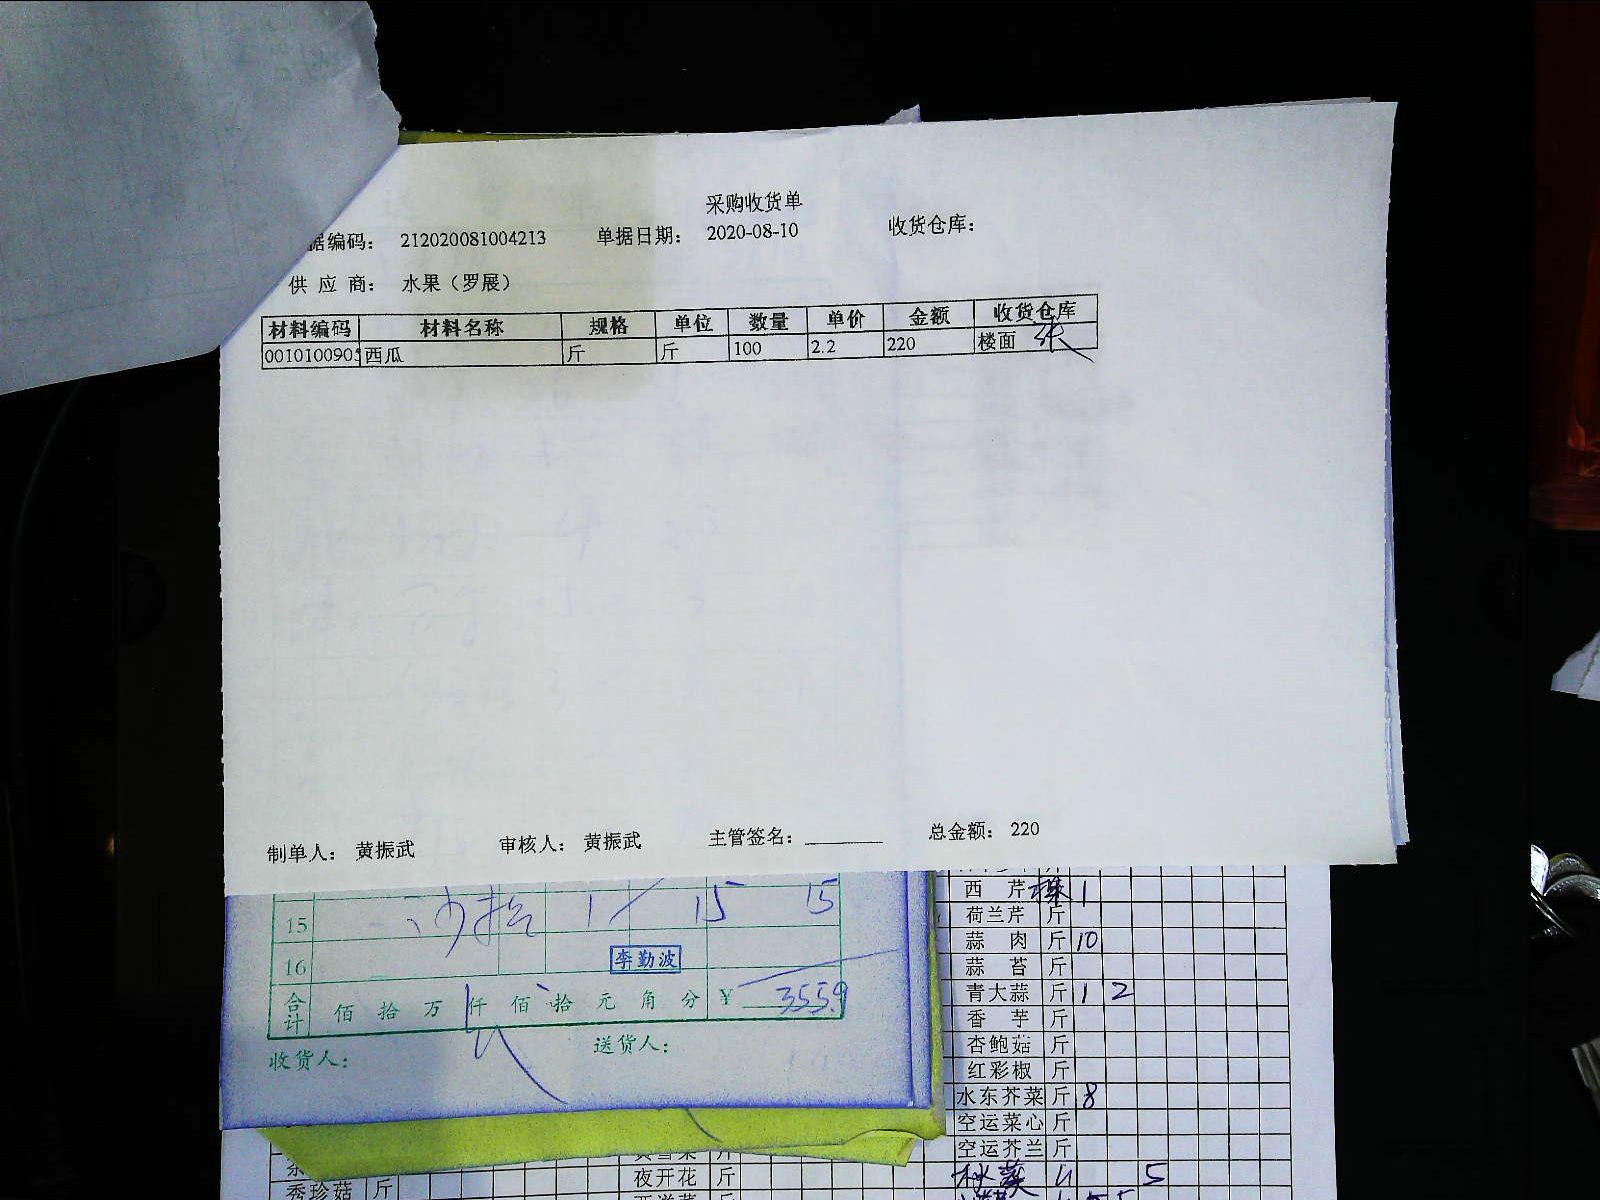 采购收货单
据编码： 212020081004213 单据日期： 2020-08-10 收货仓库：
供 应 商： 水果（罗展）
材料编码 材料名称 规格 单位 数量 单价 金额 收货仓库
001010090 西瓜 斤 斤 100 2.2 220 楼面
制单人： 黄振武 审核人： 黄振武 主管签名： 总金额： 220
15 1 15 15
16 李勤波
合计 佰 拾 万 仟 佰 拾 元 角 分 ¥ 3559
收货人： 送货人：
西 芹 1
荷兰芹 斤
蒜 肉 斤 10
蒜 苔 斤
青大蒜 斤 1 2
香 芋 斤
杏鲍菇 斤
红彩椒 斤
水东芥菜 斤 8
空运菜心 斤
空运芥兰 斤
夜开花 斤 5
秀珍菇 斤